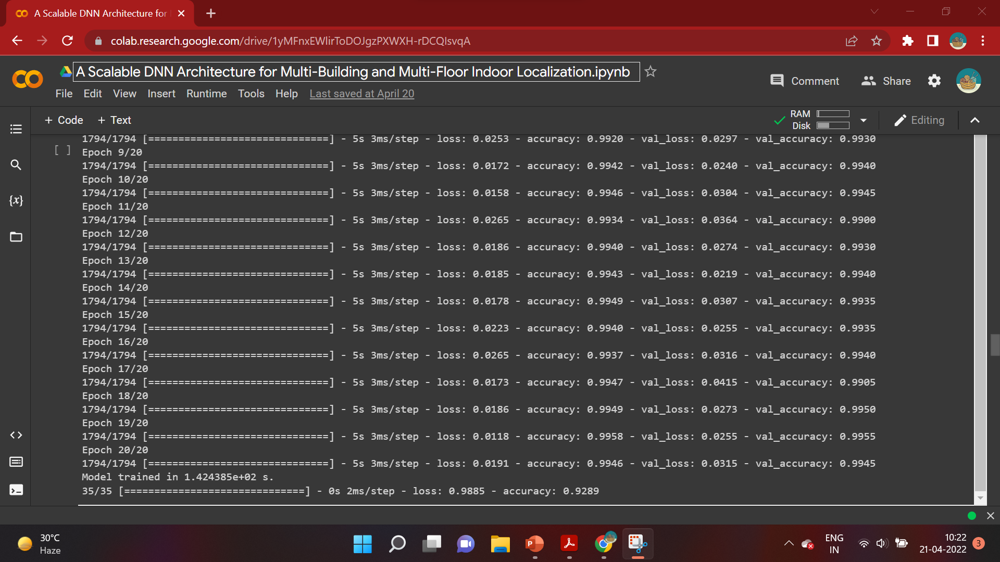 A Scalable DNN Architecture for
colab.research.google.com/drive/1yMFnxEWlirToDOJgzPXWXH-rDCQIsvqA
A Scalable DNN Architecture for Multi-Building and Multi-Floor Indoor Localization.ipynb
Comment Share
File Edit View Insert Runtime Tools Help Last saved at April 20
+ Code + Text
RAM
Disk
Editing
1794/1794 [==============================] - 5s 3ms/step - loss: 0.0253 - accuracy: 0.9920 - val_loss: 0.0297 - val_accuracy: 0.9930
[ ] Epoch 9/20
1794/1794 [==============================] - 5s 3ms/step - loss: 0.0172 - accuracy: 0.9942 - val_loss: 0.0240 - val_accuracy: 0.9940
Epoch 10/20
1794/1794 [==============================] - 5s 3ms/step - loss: 0.0158 - accuracy: 0.9946 - val_loss: 0.0304 - val_accuracy: 0.9945
Epoch 11/20
1794/1794 [==============================] - 5s 3ms/step - loss: 0.0265 - accuracy: 0.9934 - val_loss: 0.0364 - val_accuracy: 0.9900
Epoch 12/20
1794/1794 [==============================] - 5s 3ms/step - loss: 0.0186 - accuracy: 0.9940 - val_loss: 0.0274 - val_accuracy: 0.9930
Epoch 13/20
1794/1794 [==============================] - 5s 3ms/step - loss: 0.0185 - accuracy: 0.9943 - val_loss: 0.0219 - val_accuracy: 0.9940
Epoch 14/20
1794/1794 [==============================] - 5s 3ms/step - loss: 0.0178 - accuracy: 0.9949 - val_loss: 0.0307 - val_accuracy: 0.9935
Epoch 15/20
1794/1794 [==============================] - 5s 3ms/step - loss: 0.0223 - accuracy: 0.9940 - val_loss: 0.0255 - val_accuracy: 0.9935
Epoch 16/20
1794/1794 [==============================] - 5s 3ms/step - loss: 0.0265 - accuracy: 0.9937 - val_loss: 0.0316 - val_accuracy: 0.9940
Epoch 17/20
1794/1794 [==============================] - 5s 3ms/step - loss: 0.0173 - accuracy: 0.9947 - val_loss: 0.0415 - val_accuracy: 0.9905
Epoch 18/20
1794/1794 [==============================] - 5s 3ms/step - loss: 0.0186 - accuracy: 0.9949 - val_loss: 0.0273 - val_accuracy: 0.9950
Epoch 19/20
1794/1794 [==============================] - 5s 3ms/step - loss: 0.0118 - accuracy: 0.9958 - val_loss: 0.0255 - val_accuracy: 0.9955
Epoch 20/20
1794/1794 [==============================] - 5s 3ms/step - loss: 0.0191 - accuracy: 0.9946 - val_loss: 0.0315 - val_accuracy: 0.9945
Model trained in 1.424385e+02 s.
35/35 [==============================] - 0s 2ms/step - loss: 0.9885 - accuracy: 0.9289
30°C
Haze
ENG
IN
10:22
21-04-2022
3